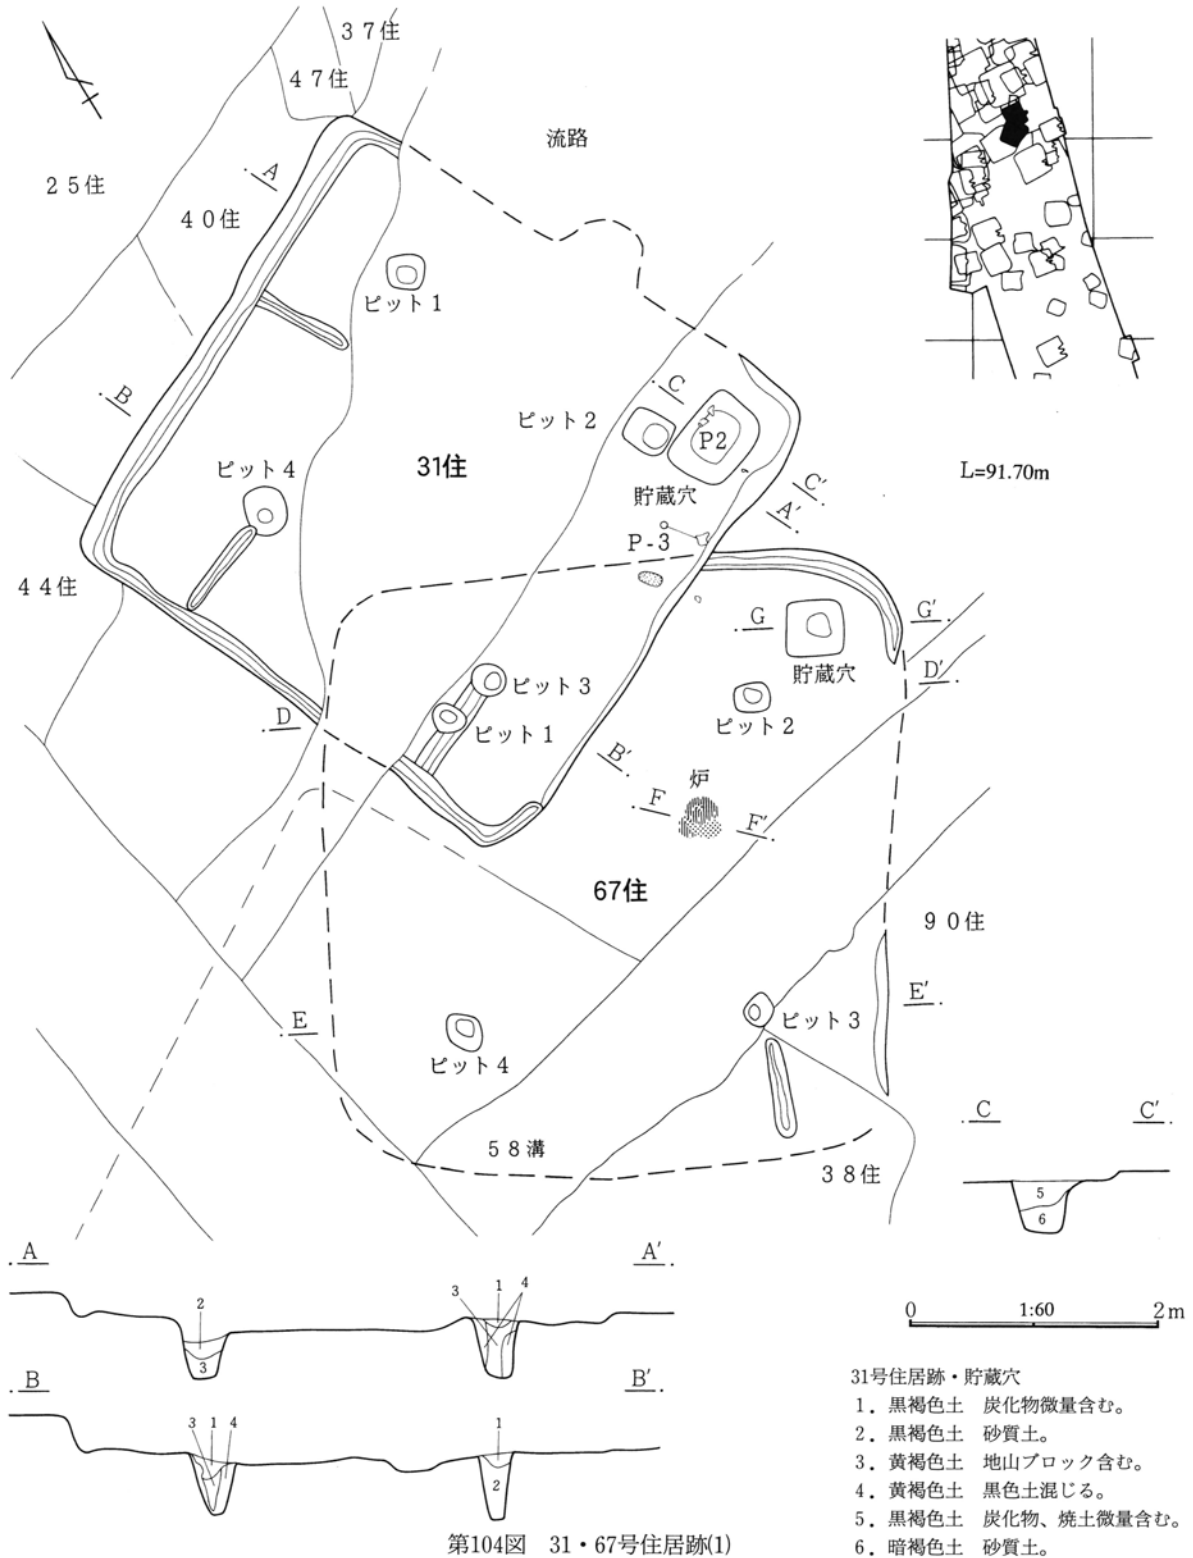 37住
47住
流路
A
25住
40住
ピット1
B
C
ピット2
P2
ピット4
31住
L=91.70m
貯蔵穴
C′
A′
P-3
44住
G
G′
貯蔵穴
D′
ピット3
D
ピット2
ピット1
B′
炉
F
F′
67住
90住
E′
E
ピット3
ピット4
C
C′
58溝
38住
5
6
A
A′
1
4
3
2
3
0
1:60
2m
B
B′
3 1 4
1
2
31号住居跡・貯蔵穴
1．黒褐色土 炭化物微量含む。
2．黒褐色土 砂質土。
3．黄褐色土 地山ブロック含む。
4．黄褐色土 黒色土混じる。
5．黒褐色土 炭化物、焼土微量含む。
6．暗褐色土 砂質土。
第104図 31・67号住居跡(1)